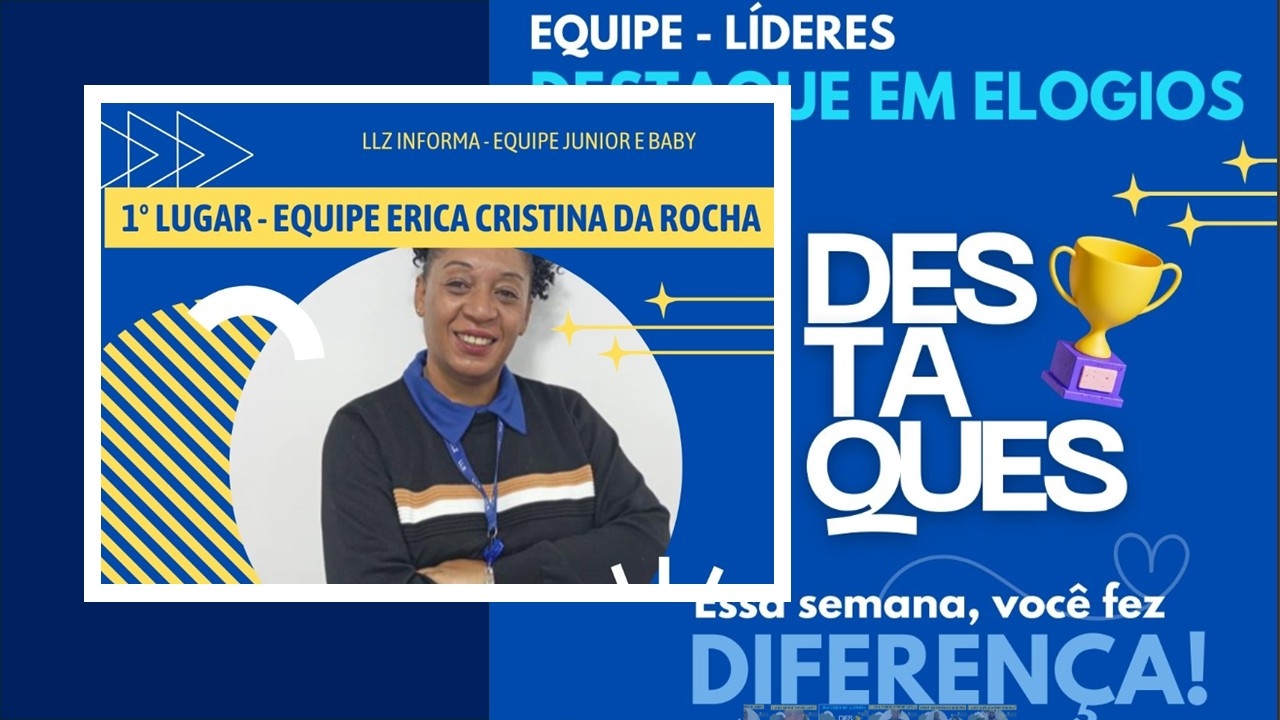 EQUIPE - LÍDERES
DESTAQUE EM ELOGIOS
LLZ INFORMA - EQUIPE JUNIOR E BABY
1º LUGAR - EQUIPE ERICA CRISTINA DA ROCHA
DES
TA
QUES
Essa semana, você fez
DIFERENÇA!